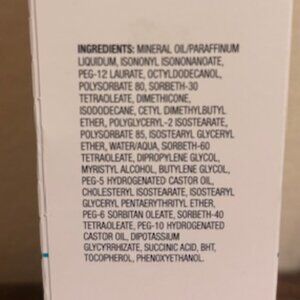 INGREDIENTS: MINERAL OIL/PARAFFINUM
LIQUIDUM, ISONONYL ISONONANOATE,
PEG-12 LAURATE, OCTYLDODECANOL,
POLYSORBATE 80, SORBETH-30
TETRAOLEATE, DIMETHICONE,
ISODODECANE, CETYL DIMETHYLBUTYL
ETHER, POLYGLYCERYL-2 ISOSTEARATE,
POLYSORBATE 85, ISOSTEARYL GLYCERYL
ETHER, WATER/AQUA, SORBETH-60
TETRAOLEATE, DIPROPYLENE GLYCOL,
MYRISTYL ALCOHOL, BUTYLENE GLYCOL,
PEG-5 HYDROGENATED CASTOR OIL,
CHOLESTERYL ISOSTEARATE, ISOSTEARYL
GLYCERYL PENTAERYTHRITYL ETHER,
PEG-6 SORBITAN OLEATE, SORBETH-40
TETRAOLEATE, PEG-10 HYDROGENATED
CASTOR OIL, DIPOTASSIUM
GLYCYRRHIZATE, SUCCINIC ACID, BHT,
TOCOPHEROL, PHENOXYETHANOL.